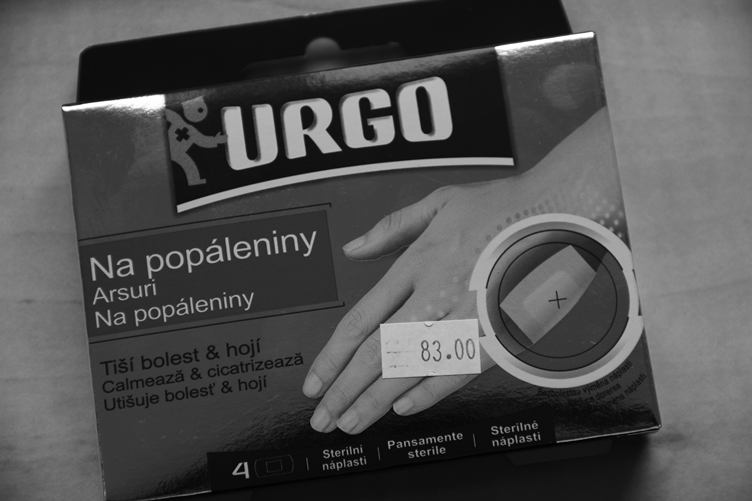 URGO
Na popáleniny
Arsuri
Na popáleniny
Tiší bolest & hojí
Calmează & cicatrizează
Utišuje bolesť & hojí
83.00
4
Sterilní
náplasti
Pansamente
sterile
Sterilné
náplasti